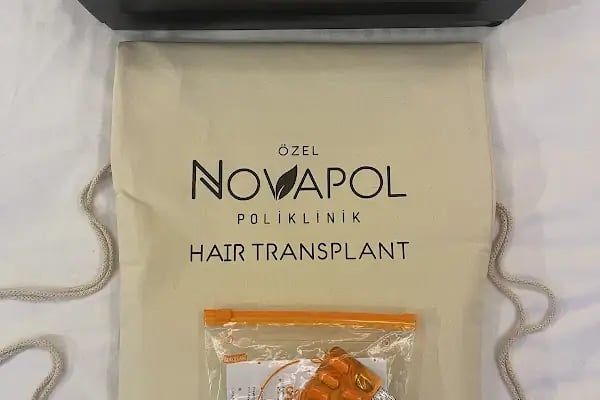 ÖZEL
NOVAPOL
POLİKLİNİK
HAIR TRANSPLANT